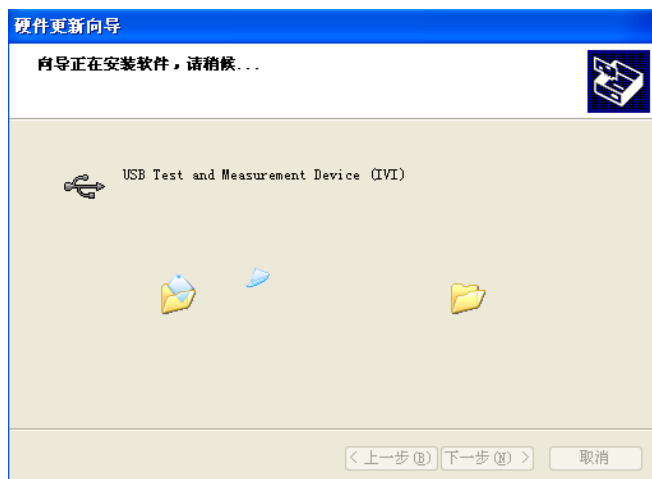 硬件更新向导
向导正在安装软件，请稍候...
USB Test and Measurement Device (IVI)
< 上一步(B) 下一步(N) > 取消